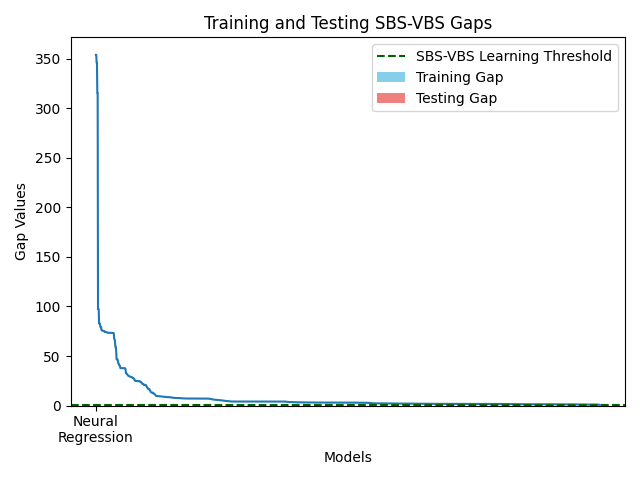 Training and Testing SBS-VBS Gaps
SBS-VBS Learning Threshold
Training Gap
Testing Gap
Gap Values
350
300
250
200
150
100
50
0
Neural
Regression
Models